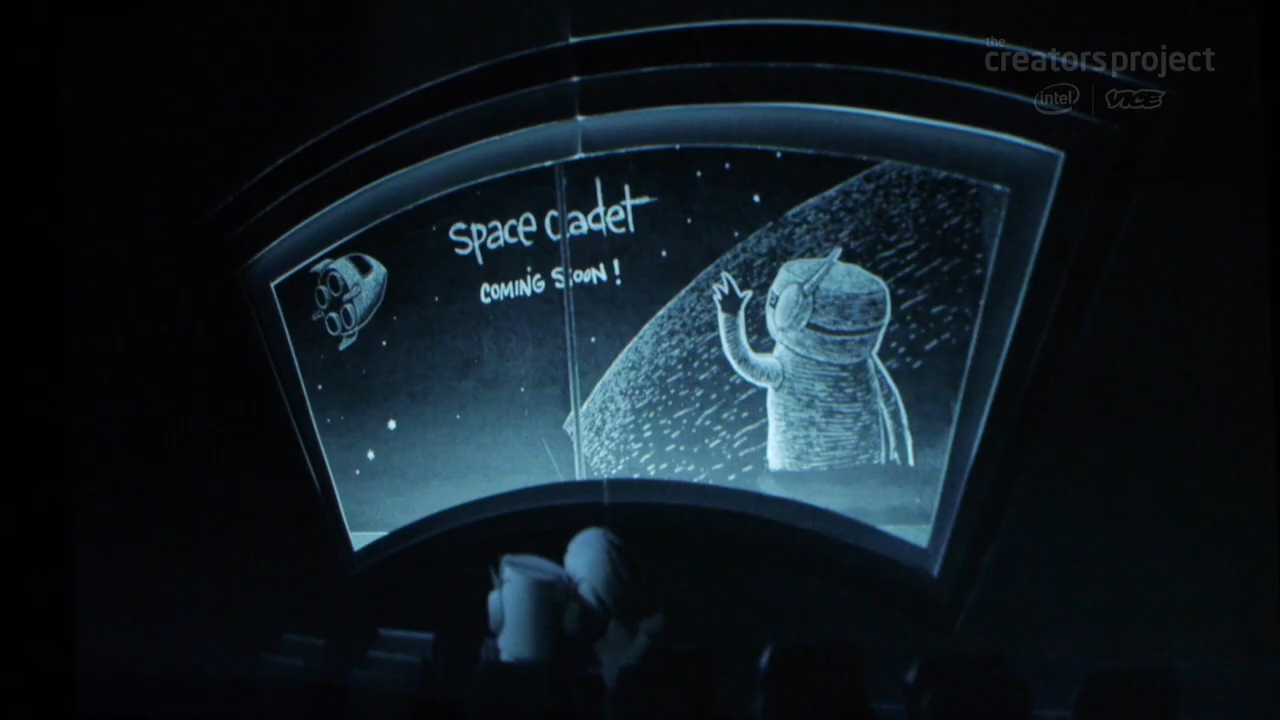 the
creatorsproject
intel
VICE
space cadet
COMING SOON!